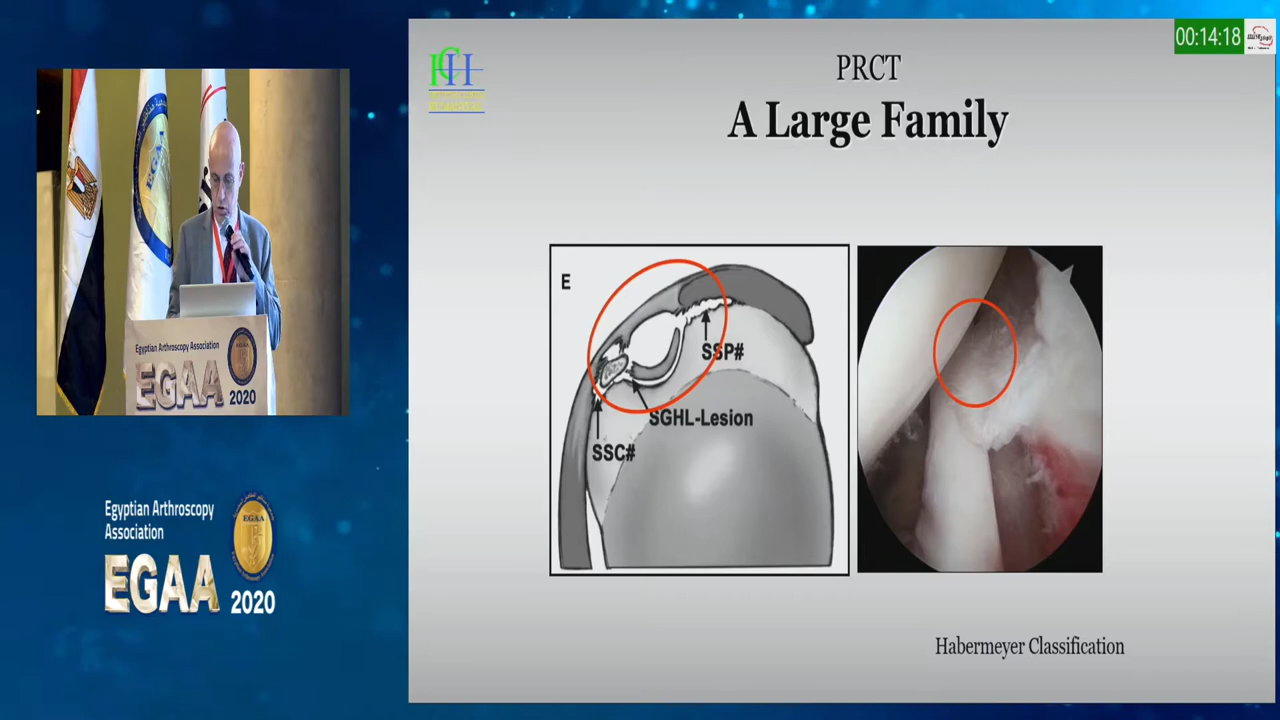 00:14:18
PRCT
A Large Family
E
SSP#
SGHL-Lesion
SSC#
Habermeyer Classification
EGAA
Egyptian Arthroscopy Association
EGAA
2020
Egyptian Arthroscopy
Association
EGAA
EGAA
2020